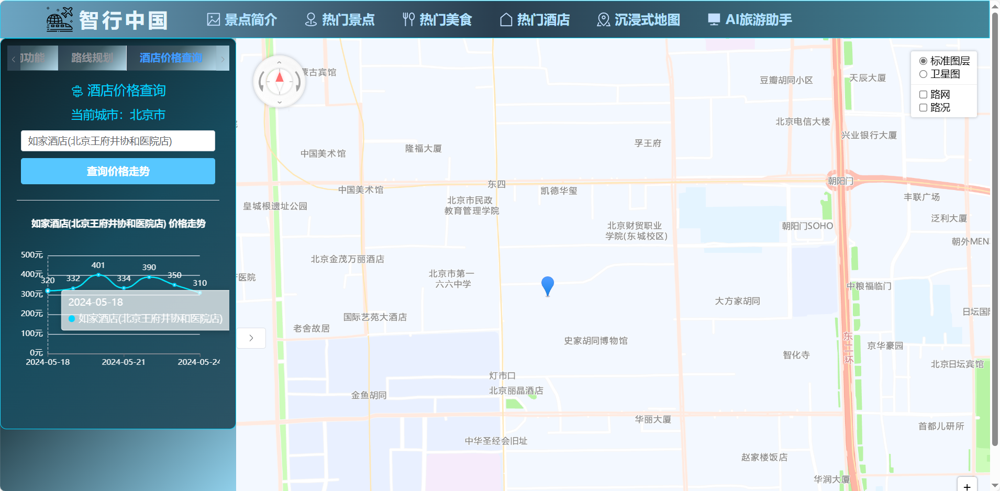 智行中国
景点简介
热门景点
热门美食
热门酒店
沉浸式地图
AI旅游助手
功能
路线规划
酒店价格查询
酒店价格查询
当前城市：北京市
如家酒店(北京王府井协和医院店)
查询价格走势
如家酒店(北京王府井协和医院店) 价格走势
500元
400元
300元
200元
100元
0元
320
332
401
334
390
350
310
2024-05-18
如家酒店(北京王府井协和医院店)
2024-05-18
2024-05-21
2024-05-24
标准图层
卫星图
路网
路况
蒙古宾馆
豆瓣胡同小区
天辰大厦
北京电信大楼
兴业银行大厦
孚王府
隆福大厦
中国美术馆
东四
朝阳门
中国美术馆
凯德华玺
丰联广场
北京市民政
教育管理学院
皇城根遗址公园
泛利大厦
北京财贸职业
学院(东城校区)
朝阳门SOHO
朝外MEN
北京金茂万丽酒店
医院
北京市第一
六六中学
中粮福临门
大方家胡同
日坛国际
国际艺苑大酒店
老舍故居
史家胡同博物馆
东二环
京华豪园
智化寺
北京日坛宾馆
灯市口
北京丽晶酒店
金鱼胡同
华丽大厦
首都儿研所
中华圣经会旧址
赵家楼饭店
华润大厦
+